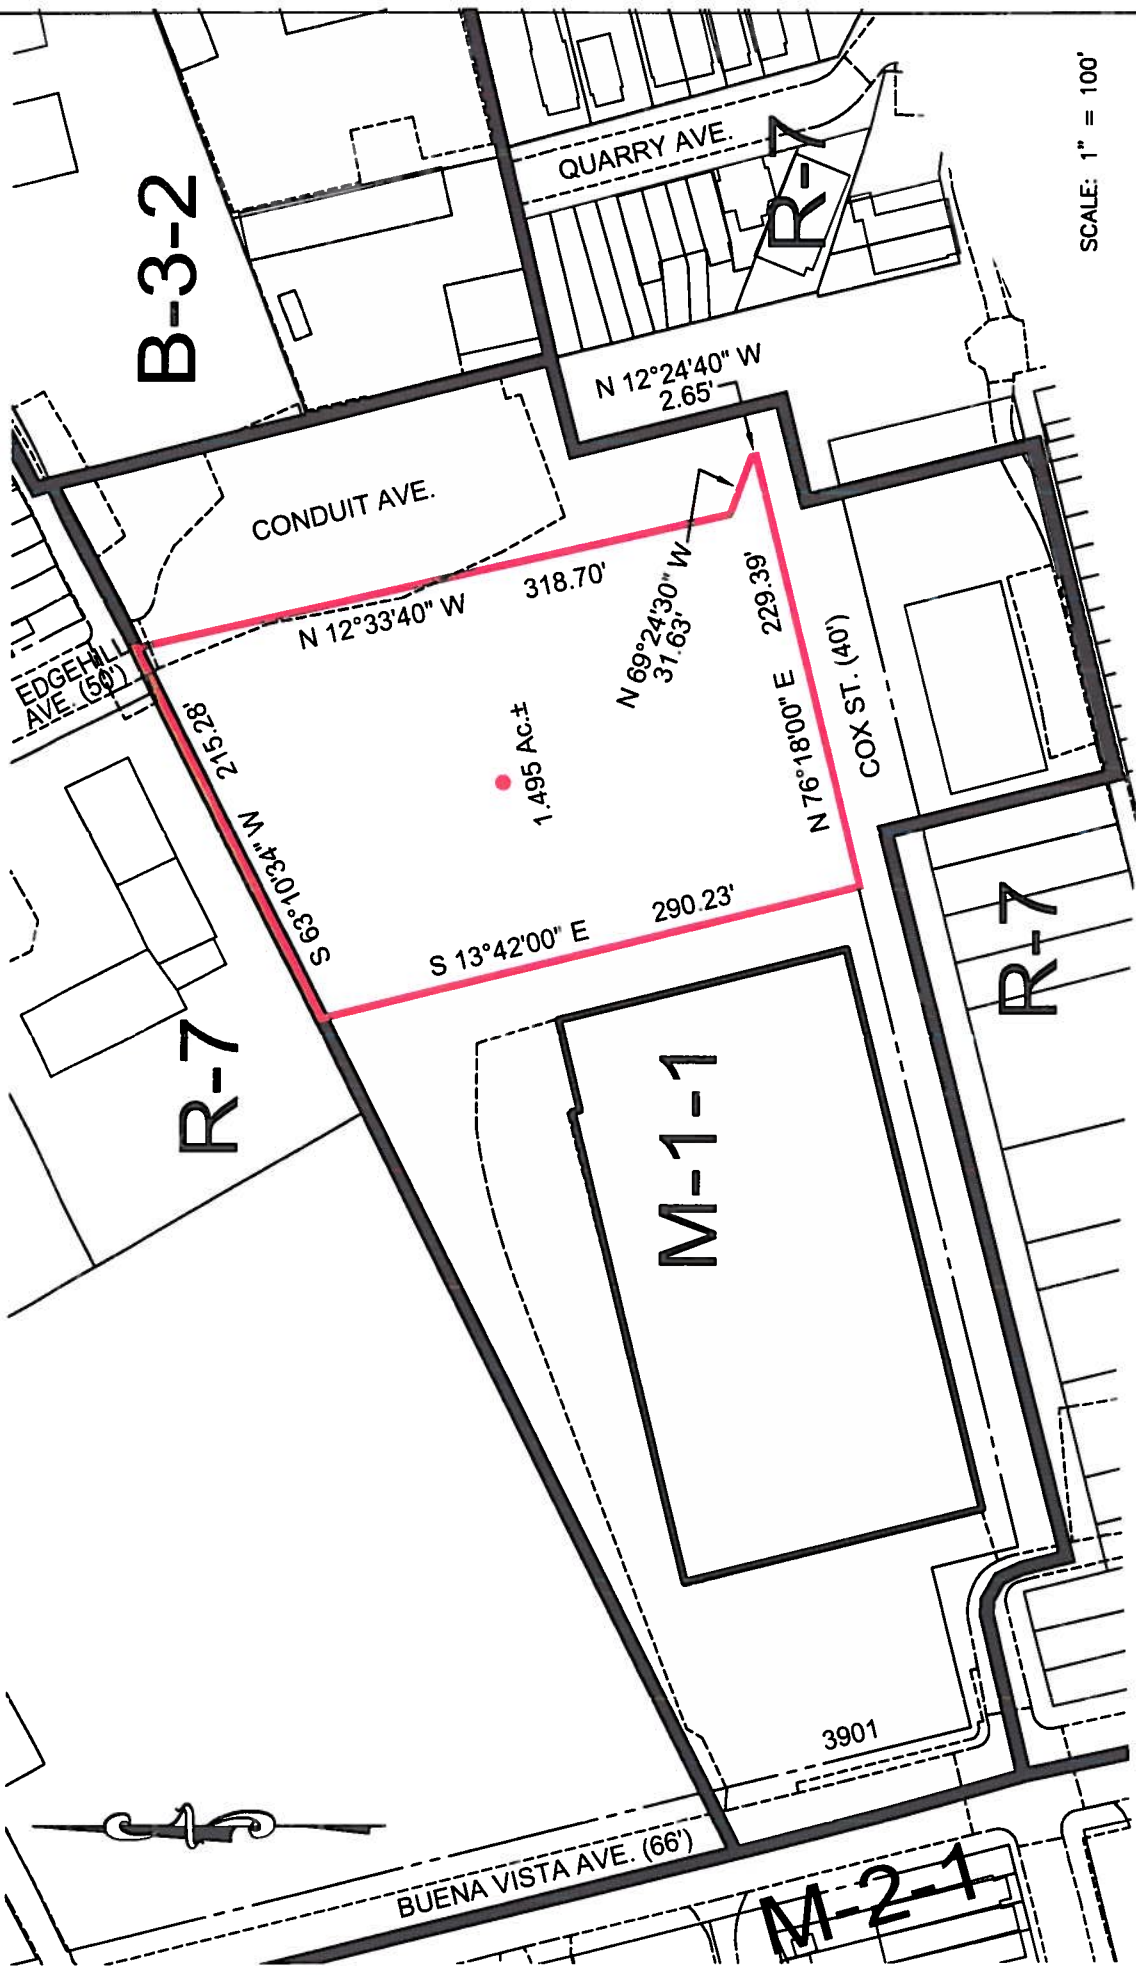 B-3-2
QUARRY AVE.
R-7
SCALE: 1" = 100'
N 12°24'40" W
2.65'
CONDUIT AVE.
EDGEHILL
AVE. (50')
N 12°33'40" W
318.70'
N 69°24'30" W
31.63'
229.39'
N 76°18'00" E
COX ST. (40')
215.28'
S 63°10'34" W
1.495 Ac.±
S 13°42'00" E
290.23'
R-7
R-7
M-1-1
3901
BUENA VISTA AVE. (66')
M-2-1